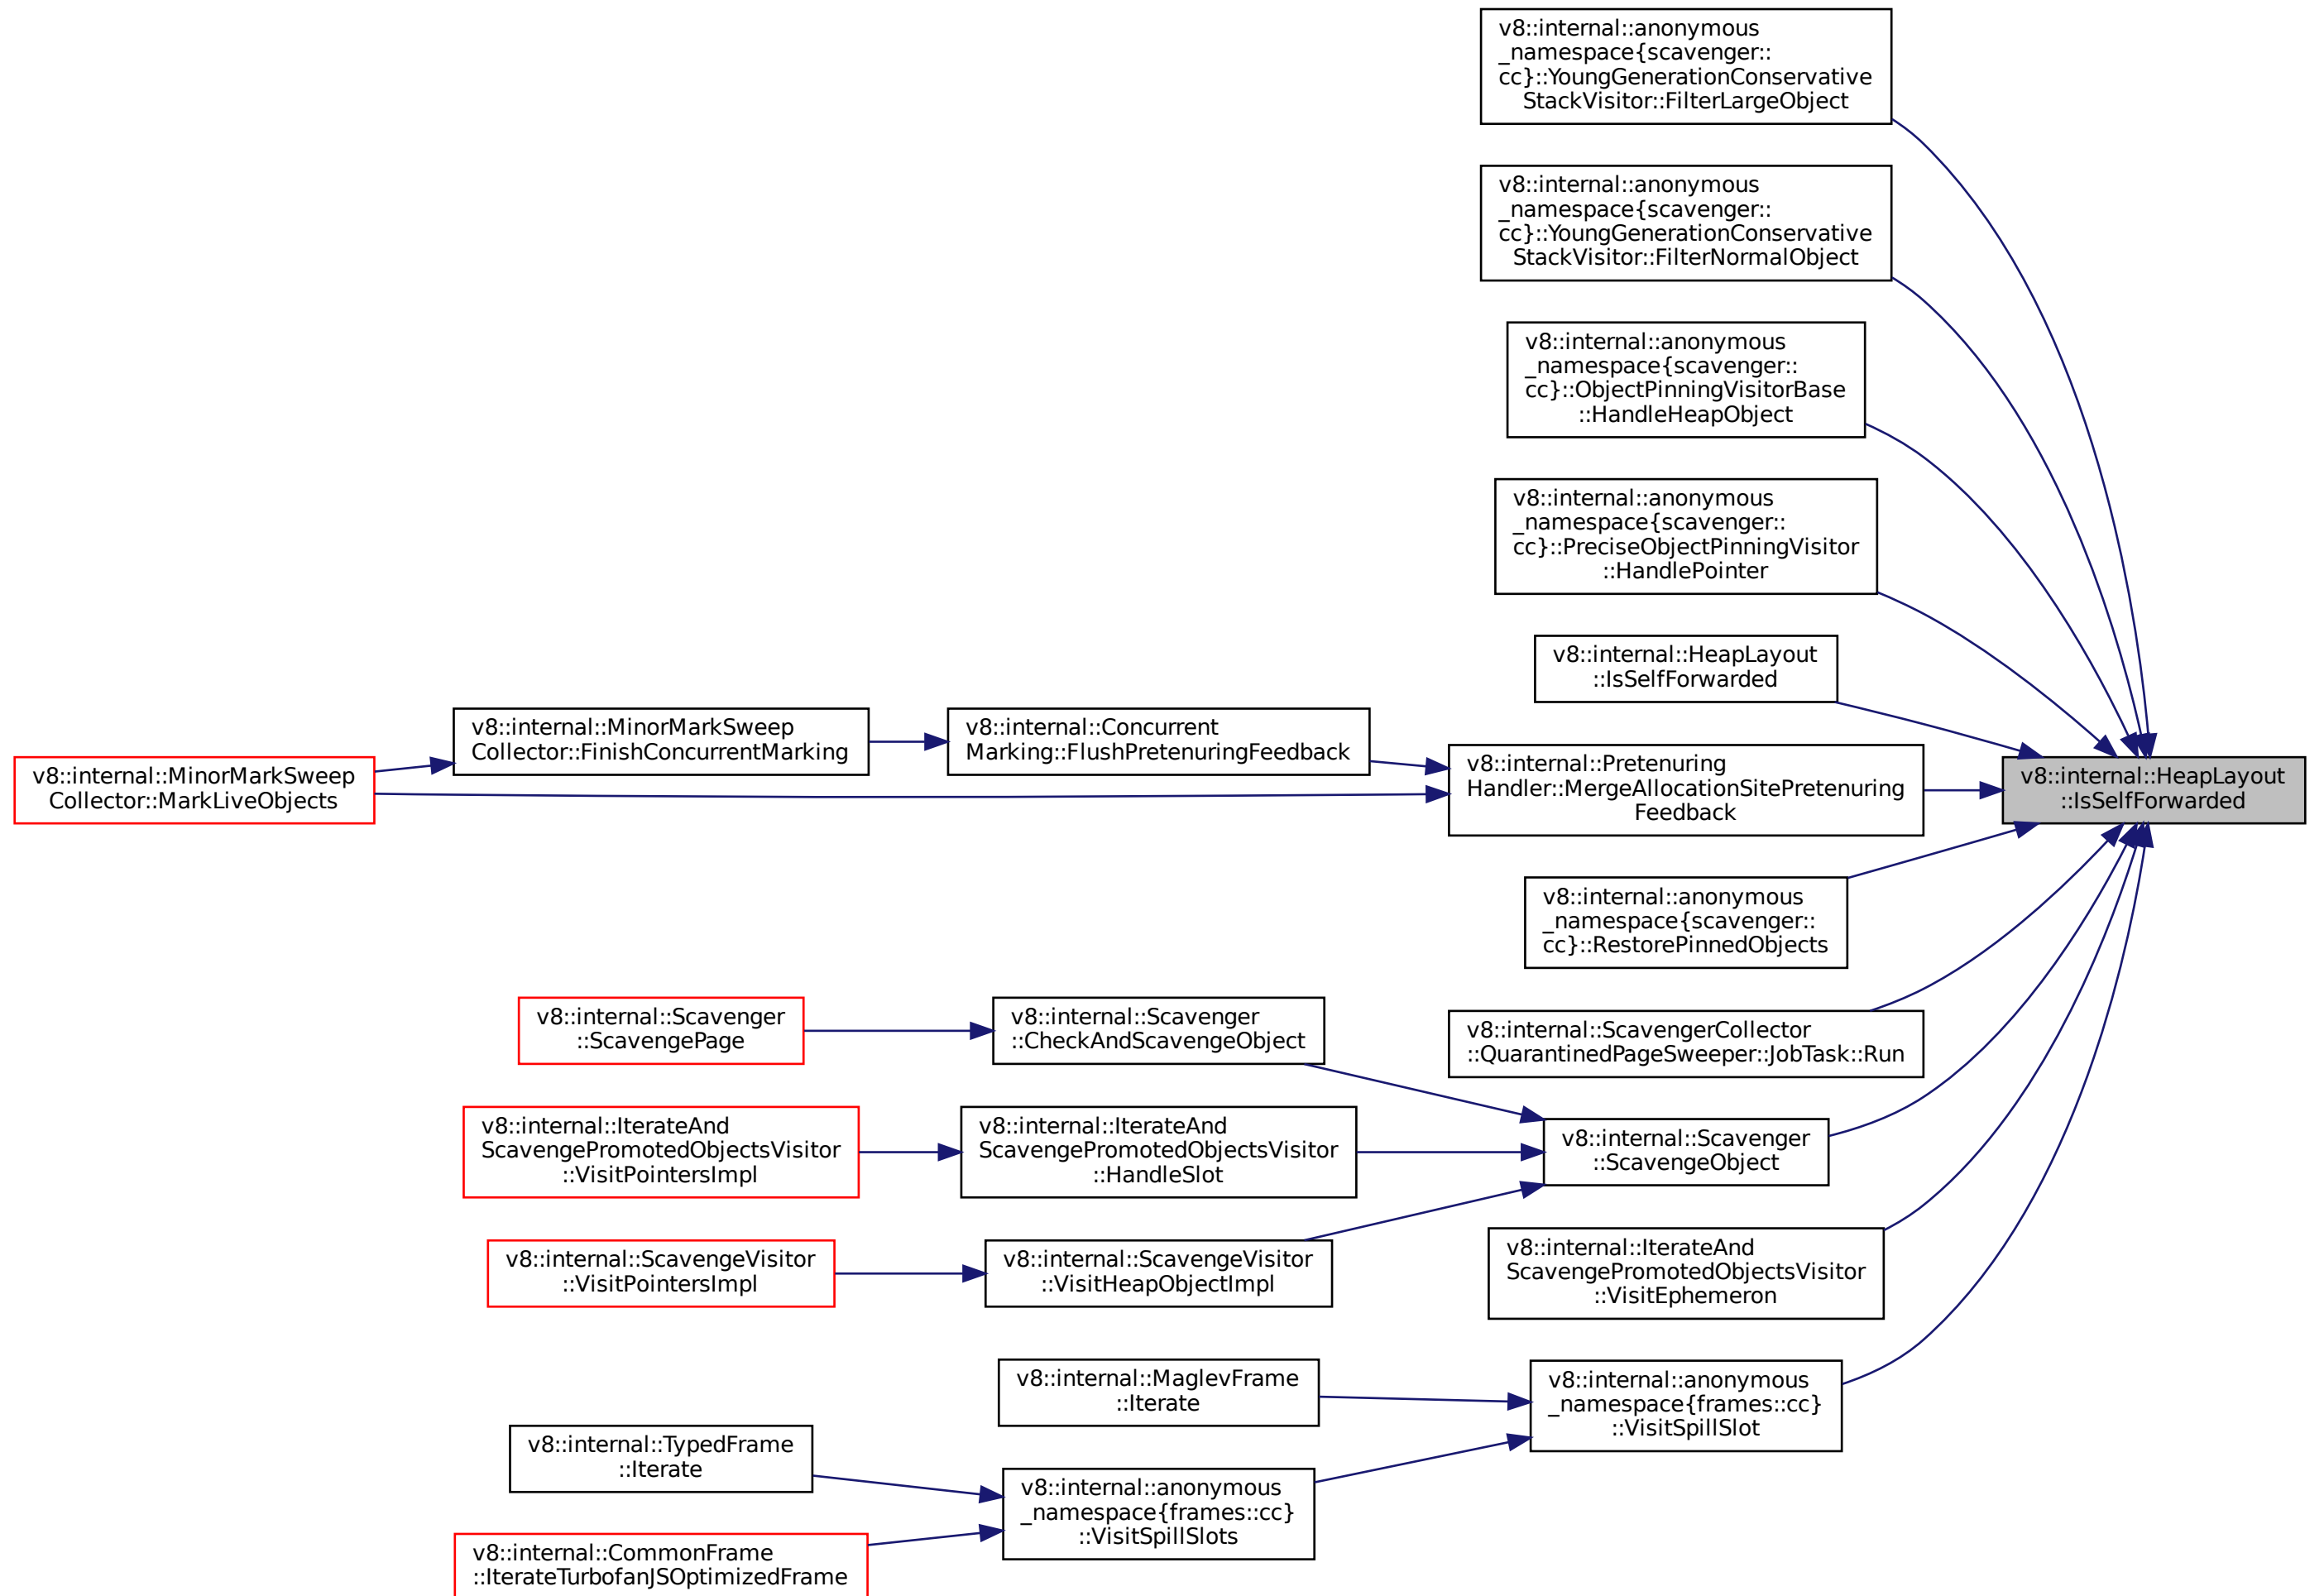 v8::internal::anonymous
_namespace{scavenger::
cc}::YoungGenerationConservative
StackVisitor::FilterLargeObject
v8::internal::anonymous
_namespace{scavenger::
cc}::YoungGenerationConservative
StackVisitor::FilterNormalObject
v8::internal::anonymous
_namespace{scavenger::
cc}::ObjectPinningVisitorBase
::HandleHeapObject
v8::internal::anonymous
_namespace{scavenger::
cc}::PreciseObjectPinningVisitor
::HandlePointer
v8::internal::HeapLayout
::IsSelfForwarded
v8::internal::MinorMarkSweep
Collector::MarkLiveObjects
v8::internal::MinorMarkSweep
Collector::FinishConcurrentMarking
v8::internal::Concurrent
Marking::FlushPretenuringFeedback
v8::internal::Pretenuring
Handler::MergeAllocationSitePretenuring
Feedback
v8::internal::HeapLayout
::IsSelfForwarded
v8::internal::anonymous
_namespace{scavenger::
cc}::RestorePinnedObjects
v8::internal::ScavengerCollector
::QuarantinedPageSweeper::JobTask::Run
v8::internal::Scavenger
::ScavengePage
v8::internal::Scavenger
::CheckAndScavengeObject
v8::internal::IterateAnd
ScavengePromotedObjectsVisitor
::VisitPointersImpl
v8::internal::IterateAnd
ScavengePromotedObjectsVisitor
::HandleSlot
v8::internal::Scavenger
::ScavengeObject
v8::internal::ScavengeVisitor
::VisitPointersImpl
v8::internal::ScavengeVisitor
::VisitHeapObjectImpl
v8::internal::IterateAnd
ScavengePromotedObjectsVisitor
::VisitEphemeron
v8::internal::MaglevFrame
::Iterate
v8::internal::anonymous
_namespace{frames::cc}
::VisitSpillSlot
v8::internal::TypedFrame
::Iterate
v8::internal::anonymous
_namespace{frames::cc}
::VisitSpillSlots
v8::internal::CommonFrame
::IterateTurbofanJSOptimizedFrame